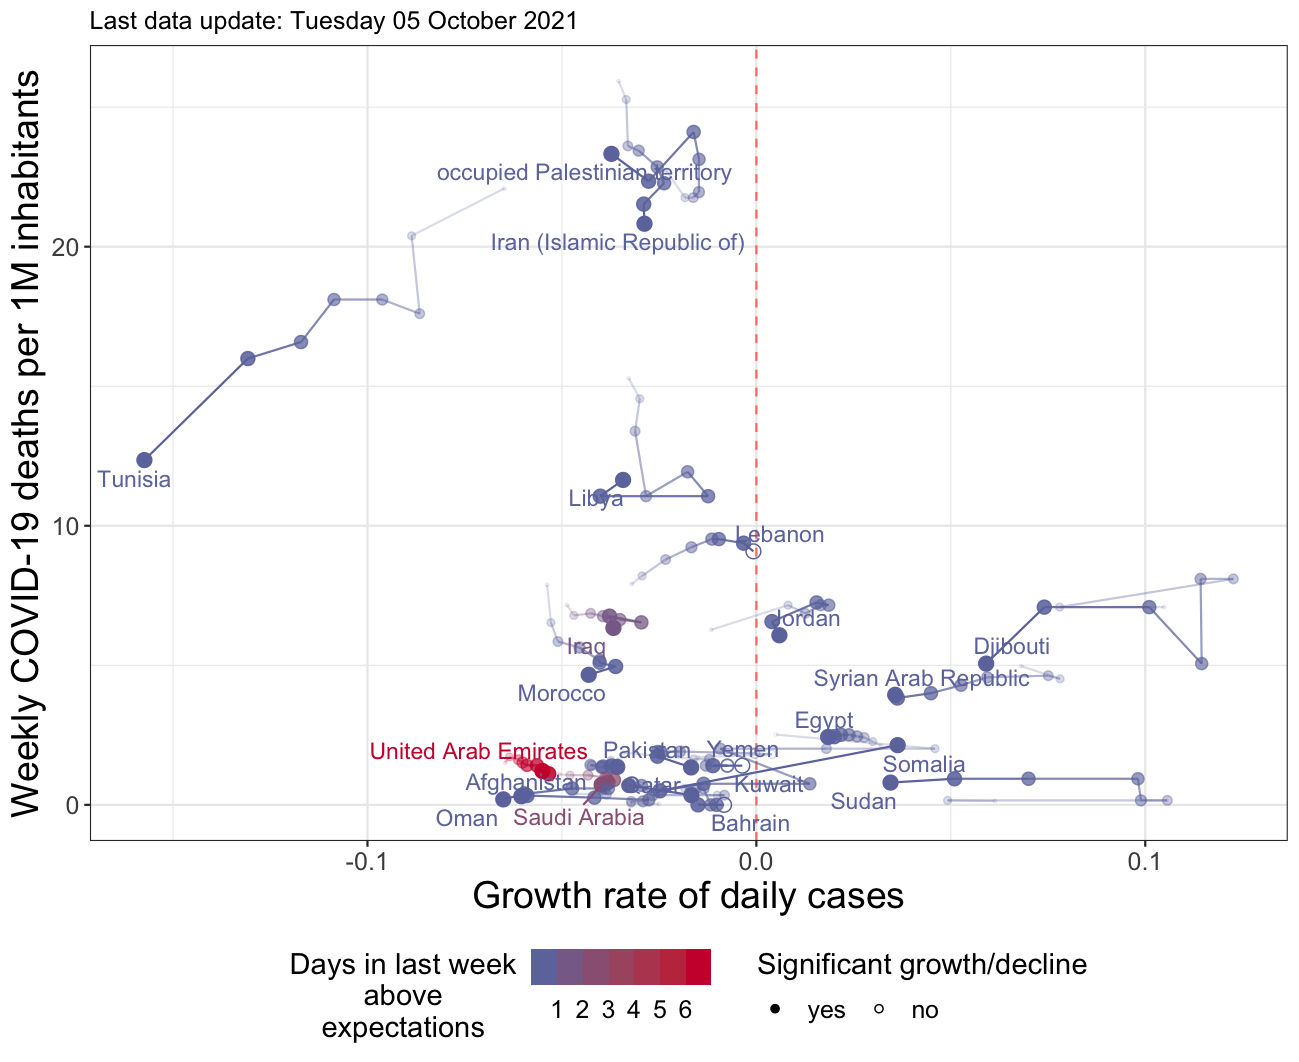 Last data update: Tuesday 05 October 2021
Weekly COVID-19 deaths per 1M inhabitants
20
10
0
occupied Palestinian territory
Iran (Islamic Republic of)
Tunisia
Libya
Lebanon
Jordan
Iraq
Djibouti
Syrian Arab Republic
Morocco
Egypt
United Arab Emirates
Pakistan
Yemen
Somalia
Afghanistan
Qatar
Kuwait
Sudan
Oman
Saudi Arabia
Bahrain
-0.1
0.0
0.1
Growth rate of daily cases
Days in last week
above
expectations
1 2 3 4 5 6
Significant growth/decline
yes
no